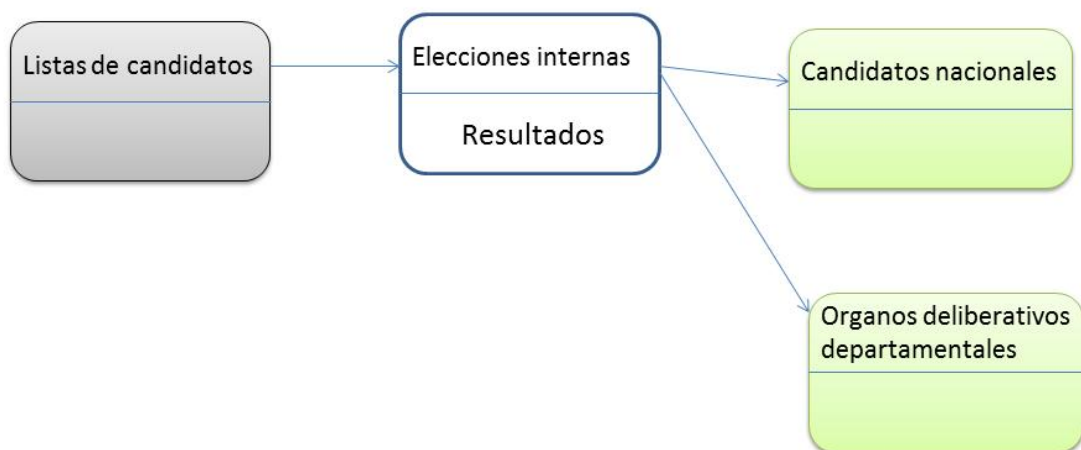 Listas de candidatos
Elecciones internas
Resultados
Candidatos nacionales
Organos deliberativos
departamentales